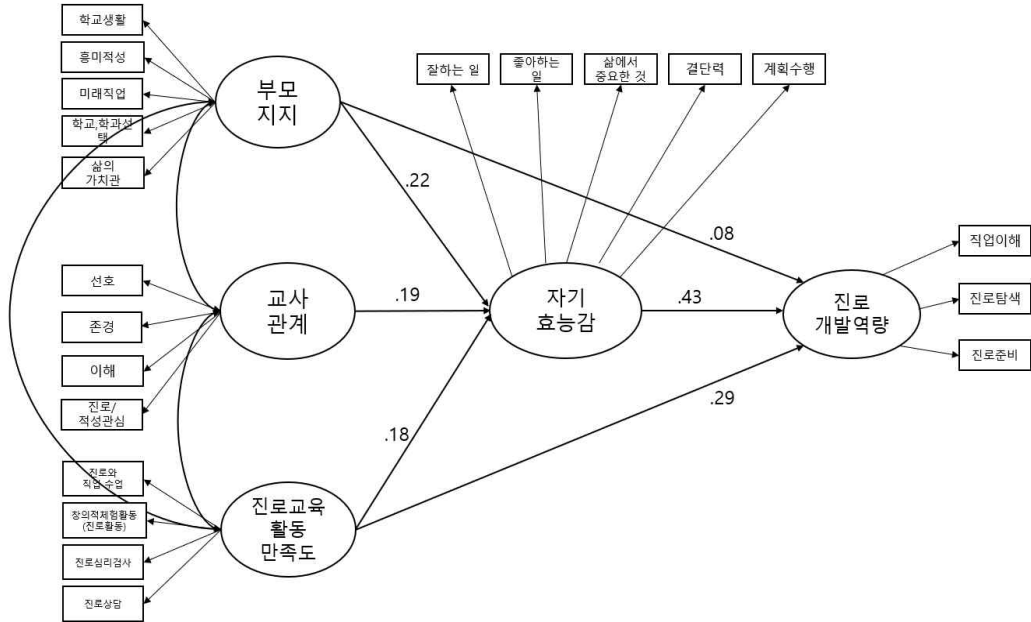 학교생활
흥미적성
미래직업
학교,학과선
택
삶의
가치관
부모
지지
잘하는 일
좋아하는
일
삶에서
중요한 것
결단력
계획수행
.22
.08
선호
존경
이해
진로/
적성관심
교사
관계
.19
자기
효능감
.43
진로
개발역량
직업이해
진로탐색
진로준비
.18
.29
진로와
직업 수업
창의적체험활동
(진로활동)
진로심리검사
진로상담
진로교육
활동
만족도